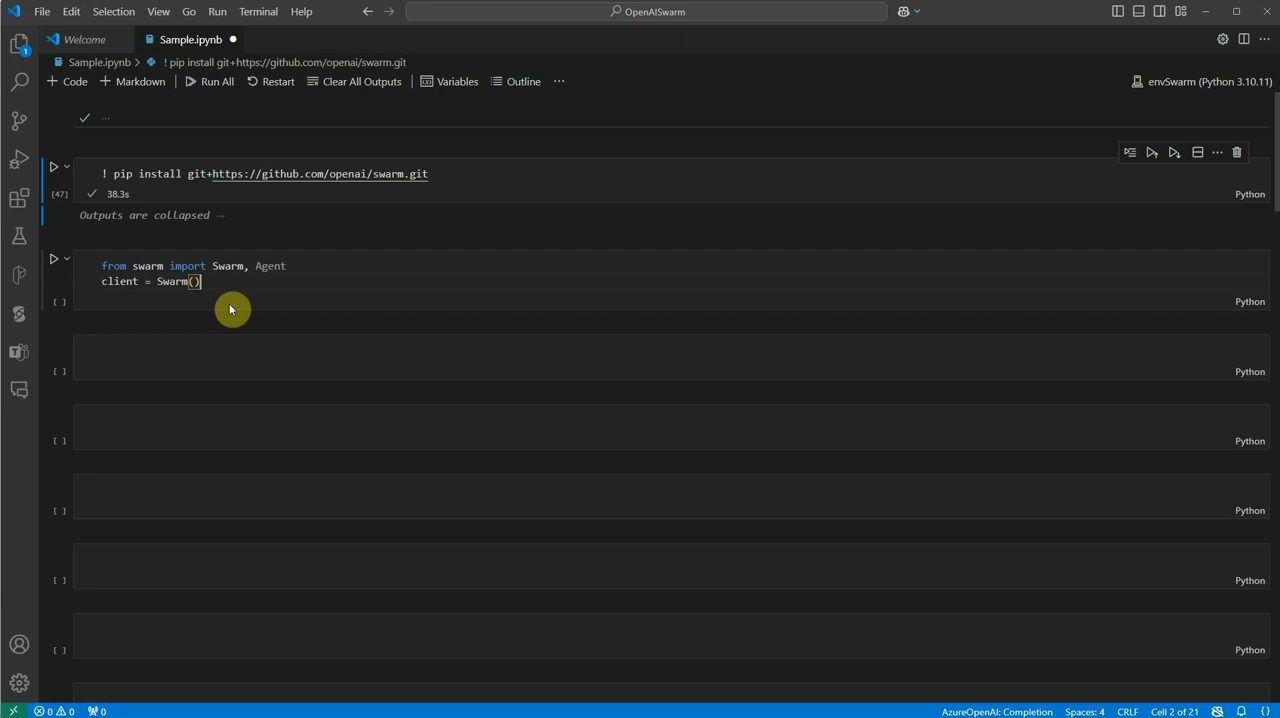 File Edit Selection View Go Run Terminal Help
OpenAISwarm
Welcome Sample.ipynb
Sample.ipynb > ! pip install git+https://github.com/openai/swarm.git
+ Code + Markdown Run All Restart Clear All Outputs Variables Outline ...
envSwarm (Python 3.10.11)
1
...
! pip install git+https://github.com/openai/swarm.git
[47] 38.3s
Python
Outputs are collapsed ...
from swarm import Swarm, Agent
client = Swarm()
[ ]
Python
[ ]
Python
[ ]
Python
[ ]
Python
[ ]
Python
[ ]
Python
0 0 0
AzureOpenAI: Completion Spaces: 4 CRLF Cell 2 of 21